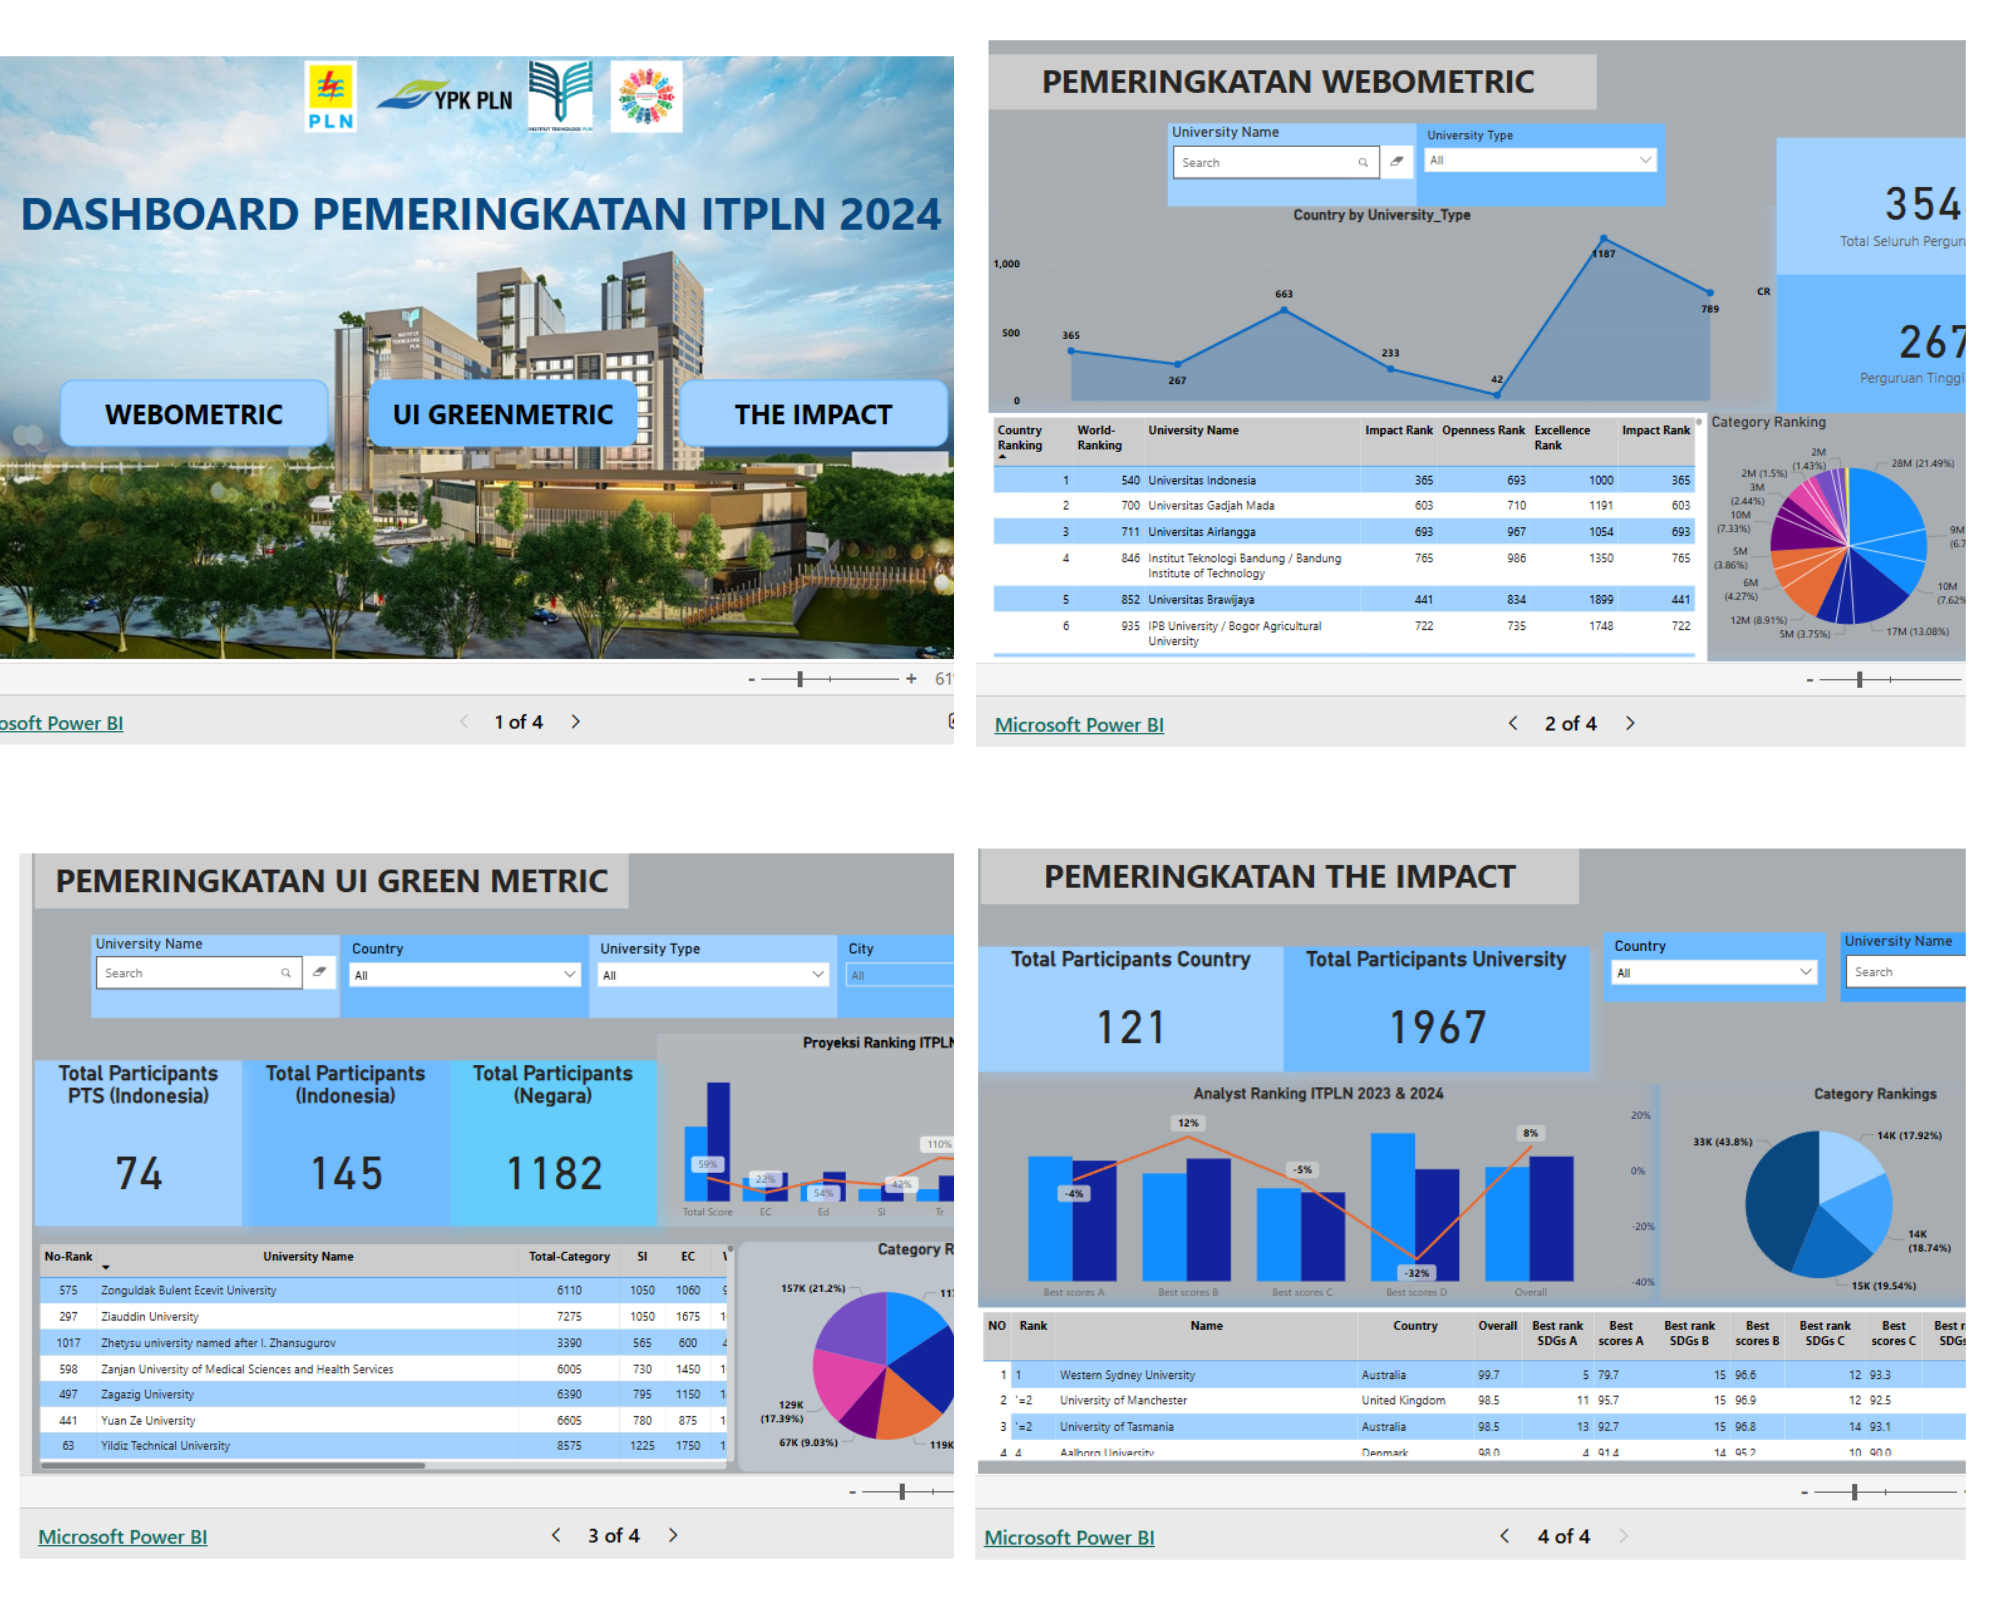 PLN
YPK PLN
INSTITUT TEKNOLOGI PLN
DASHBOARD PEMERINGKATAN ITPLN 2024
INSTITUT
TEKNOLOGI
PLN
WEBOMETRIC
UI GREENMETRIC
THE IMPACT
- +
osoft Power BI
1 of 4
PEMERINGKATAN WEBOMETRIC
University Name
Search
University Type
All
354
Total Seluruh Pergur
267
Perguruan Tinggi
Country by University_Type
1,000
500
0
365
267
663
233
42
1187
789
CR
Country Ranking World-Ranking University Name Impact Rank Openness Rank Excellence Rank Impact Rank
1 540 Universitas Indonesia 365 693 1000 365
2 700 Universitas Gadjah Mada 603 710 1191 603
3 711 Universitas Airlangga 693 967 1054 693
4 846 Institut Teknologi Bandung / Bandung Institute of Technology 765 986 1350 765
5 852 Universitas Brawijaya 441 834 1899 441
6 935 IPB University / Bogor Agricultural University 722 735 1748 722
Category Ranking
2M (1.43%)
28M (21.49%)
2M (1.5%)
3M (2.44%)
10M (7.33%)
9M
5M (3.86%)
6M (4.27%)
10M (7.62%
12M (8.91%)
5M (3.75%)
17M (13.08%)
-
Microsoft Power BI
2 of 4
PEMERINGKATAN UI GREEN METRIC
University Name
Search
Country
All
University Type
All
City
All
Total Participants PTS (Indonesia)
74
Total Participants (Indonesia)
145
Total Participants (Negara)
1182
Proyeksi Ranking ITPLN
59%
22%
54%
42%
110%
Total Score EC Ed SI Tr
No-Rank University Name Total-Category SI EC
575 Zonguldak Bulent Ecevit University 6110 1050 1060
297 Ziauddin University 7275 1050 1675
1017 Zhetysu university named after I. Zhansugurov 3390 565 600
598 Zanjan University of Medical Sciences and Health Services 6005 730 1450
497 Zagazig University 6390 795 1150
441 Yuan Ze University 6605 780 875
63 Yildiz Technical University 8575 1225 1750
Category R
157K (21.2%)
11
129K (17.39%)
67K (9.03%)
119K
-
Microsoft Power BI
3 of 4
PEMERINGKATAN THE IMPACT
Total Participants Country
121
Total Participants University
1967
Country
All
University Name
Search
Analyst Ranking ITPLN 2023 & 2024
-4%
12%
-5%
-32%
8%
20%
0%
-20%
-40%
Best scores A Best scores B Best scores C Best scores D Overall
Category Rankings
33K (43.8%)
14K (17.92%)
14K (18.74%)
15K (19.54%)
NO Rank Name Country Overall Best rank SDGs A Best scores A Best rank SDGs B Best scores B Best rank SDGs C Best scores C Best r SDGs
1 1 Western Sydney University Australia 99.7 5 79.7 15 96.6 12 93.3
2 '=2 University of Manchester United Kingdom 98.5 11 95.7 15 96.9 12 92.5
3 '=2 University of Tasmania Australia 98.5 13 92.7 15 96.8 14 93.1
4 4 Aalborg University Denmark 98.0 4 91.4 14 95.2 10 90.0
-
Microsoft Power BI
4 of 4